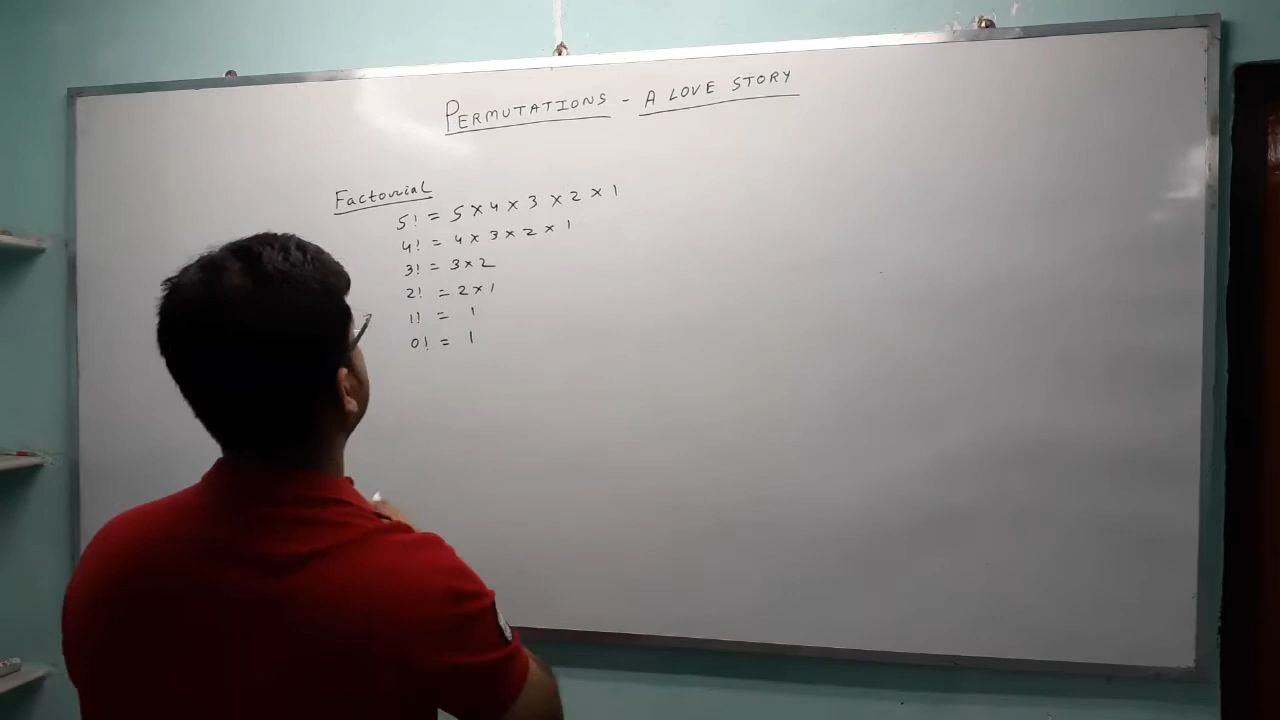 PERMUTATIONS - A LOVE STORY
Factorial
5! = 5 x 4 x 3 x 2 x 1
4! = 4 x 3 x 2 x 1
3! = 3 x 2
2! = 2 x 1
1! = 1
0! = 1